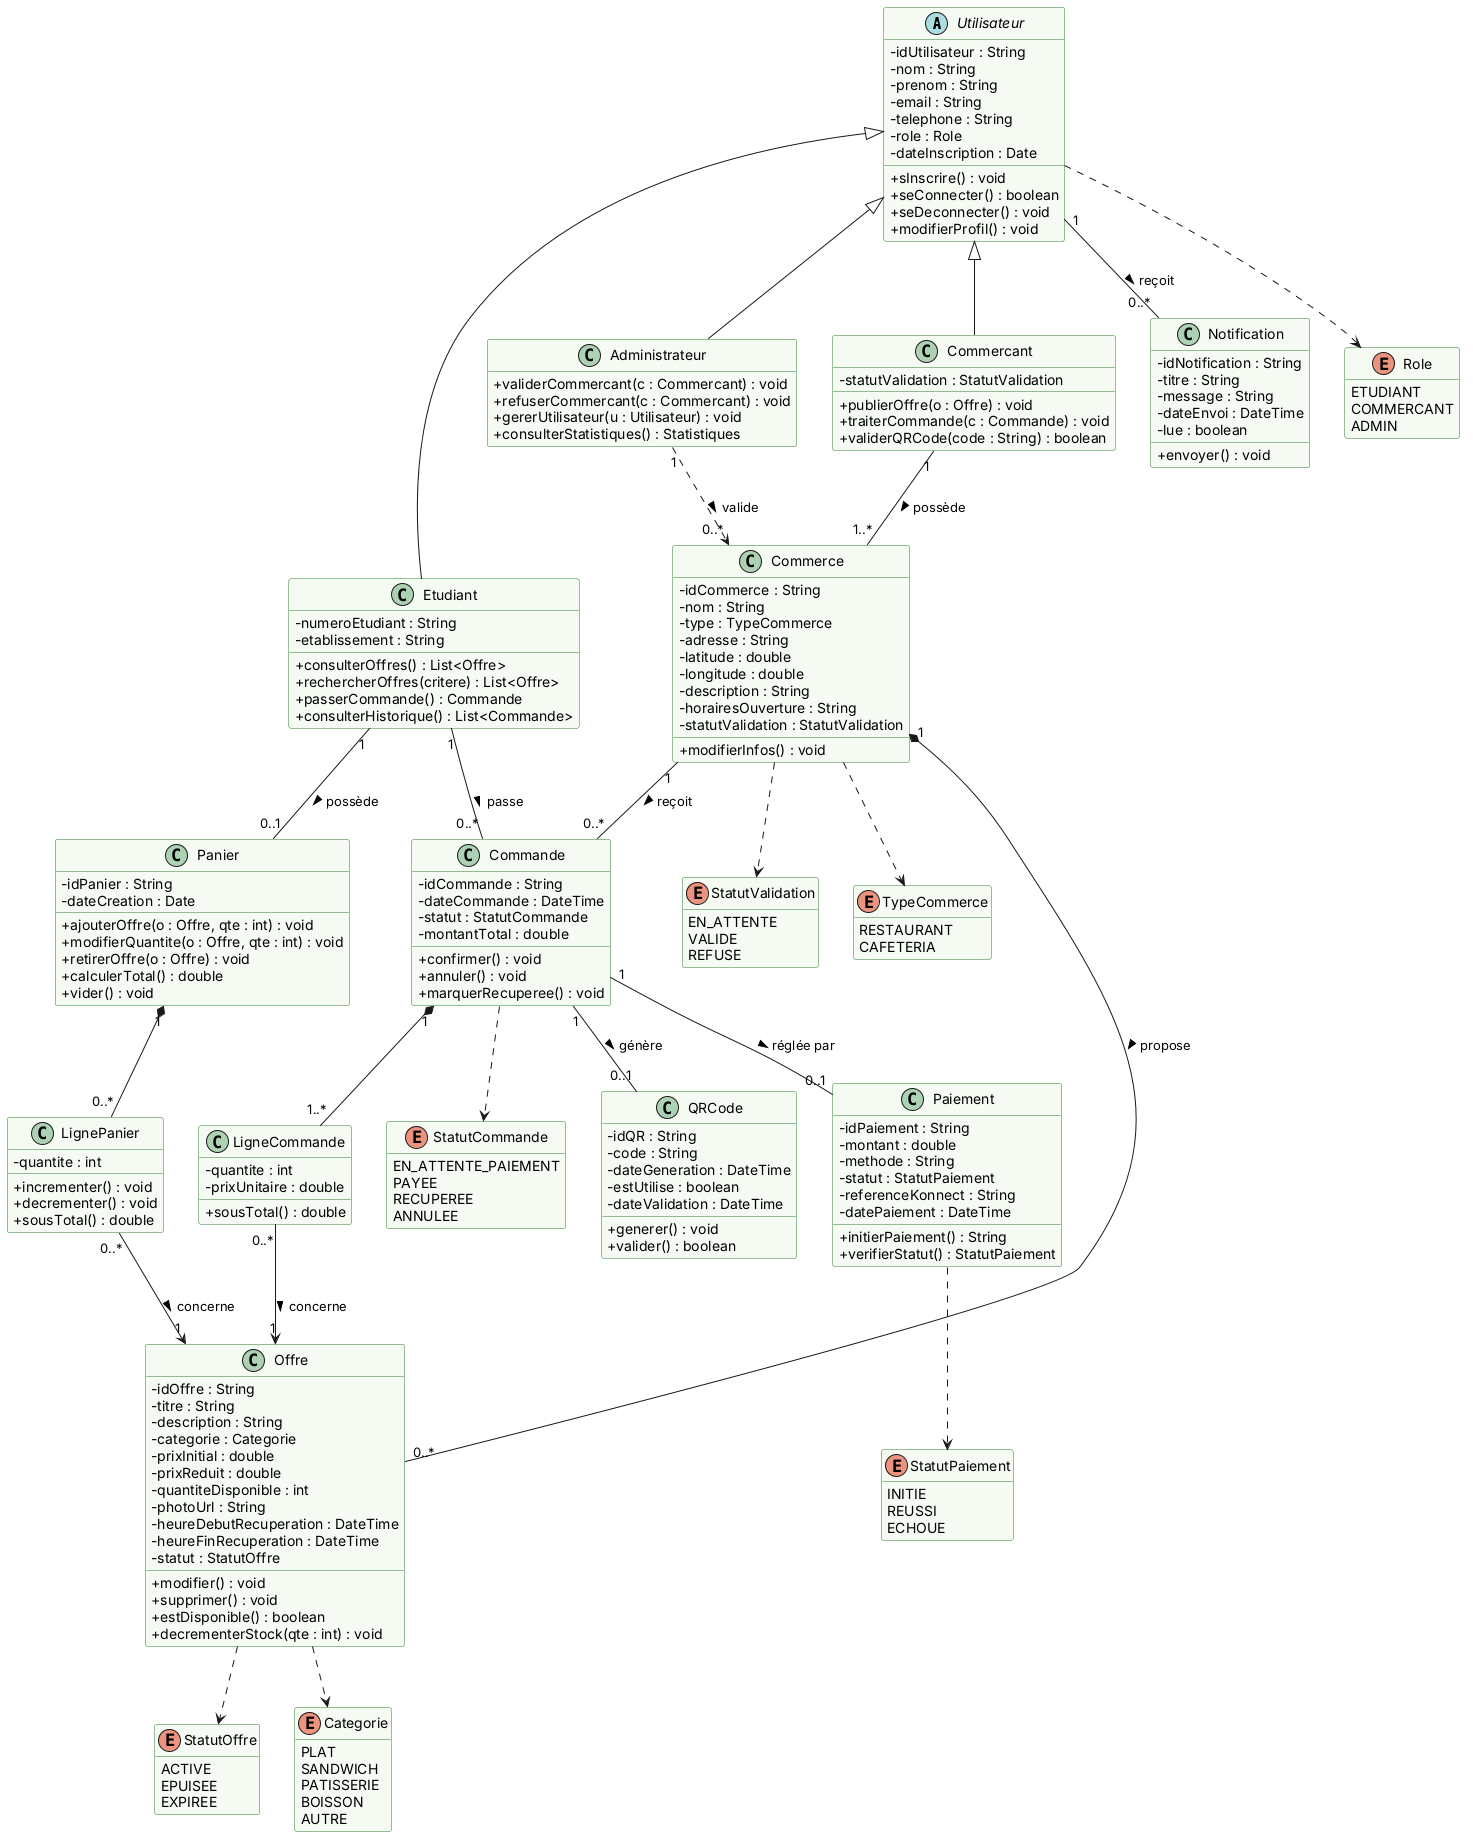 A Utilisateur
-idUtilisateur : String
-nom : String
-prenom : String
-email : String
-telephone : String
-role : Role
-dateInscription : Date
+sInscrire() : void
+seConnecter() : boolean
+seDeconnecter() : void
+modifierProfil() : void
1
reçoit
0..*
C Administrateur
+validerCommercant(c : Commercant) : void
+refuserCommercant(c : Commercant) : void
+gererUtilisateur(u : Utilisateur) : void
+consulterStatistiques() : Statistiques
C Commercant
-statutValidation : StatutValidation
+publierOffre(o : Offre) : void
+traiterCommande(c : Commande) : void
+validerQRCode(code : String) : boolean
C Notification
-idNotification : String
-titre : String
-message : String
-dateEnvoi : DateTime
-lue : boolean
+envoyer() : void
E Role
ETUDIANT
COMMERCANT
ADMIN
1
valide
0..*
1
possède
1..*
C Etudiant
-numeroEtudiant : String
-etablissement : String
+consulterOffres() : List<Offre>
+rechercherOffres(critere) : List<Offre>
+passerCommande() : Commande
+consulterHistorique() : List<Commande>
C Commerce
-idCommerce : String
-nom : String
-type : TypeCommerce
-adresse : String
-latitude : double
-longitude : double
-description : String
-horairesOuverture : String
-statutValidation : StatutValidation
+modifierInfos() : void
1
possède
0..1
1
passe
0..*
1
reçoit
0..*
1
propose
0..*
C Panier
-idPanier : String
-dateCreation : Date
+ajouterOffre(o : Offre, qte : int) : void
+modifierQuantite(o : Offre, qte : int) : void
+retirerOffre(o : Offre) : void
+calculerTotal() : double
+vider() : void
C Commande
-idCommande : String
-dateCommande : DateTime
-statut : StatutCommande
-montantTotal : double
+confirmer() : void
+annuler() : void
+marquerRecuperee() : void
E StatutValidation
EN_ATTENTE
VALIDE
REFUSE
E TypeCommerce
RESTAURANT
CAFETERIA
1
0..*
1
1..*
1
génère
0..1
1
réglée par
0..1
C LignePanier
-quantite : int
+incrementer() : void
+decrementer() : void
+sousTotal() : double
C LigneCommande
-quantite : int
-prixUnitaire : double
+sousTotal() : double
E StatutCommande
EN_ATTENTE_PAIEMENT
PAYEE
RECUPEREE
ANNULEE
C QRCode
-idQR : String
-code : String
-dateGeneration : DateTime
-estUtilise : boolean
-dateValidation : DateTime
+generer() : void
+valider() : boolean
C Paiement
-idPaiement : String
-montant : double
-methode : String
-statut : StatutPaiement
-referenceKonnect : String
-datePaiement : DateTime
+initierPaiement() : String
+verifierStatut() : StatutPaiement
0..*
concerne
1
0..*
concerne
1
C Offre
-idOffre : String
-titre : String
-description : String
-categorie : Categorie
-prixInitial : double
-prixReduit : double
-quantiteDisponible : int
-photoUrl : String
-heureDebutRecuperation : DateTime
-heureFinRecuperation : DateTime
-statut : StatutOffre
+modifier() : void
+supprimer() : void
+estDisponible() : boolean
+decrementerStock(qte : int) : void
E StatutPaiement
INITIE
REUSSI
ECHOUE
E StatutOffre
ACTIVE
EPUISEE
EXPIREE
E Categorie
PLAT
SANDWICH
PATISSERIE
BOISSON
AUTRE